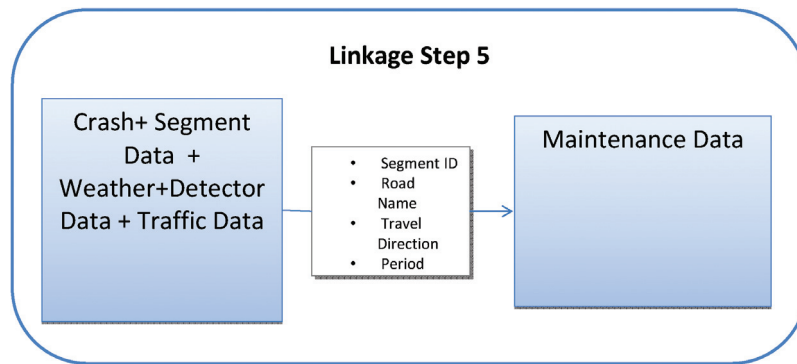 Linkage Step 5
Crash+ Segment
Data +
Weather+Detector
Data + Traffic Data
• Segment ID
• Road
Name
• Travel
Direction
• Period
Maintenance Data